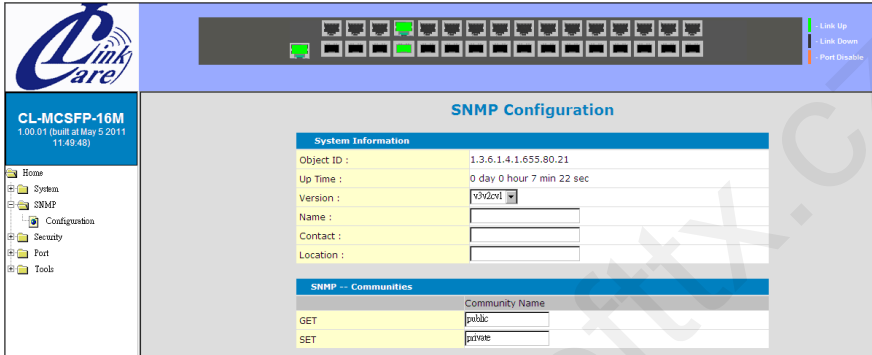 Link
Care
- Link Up
- Link Down
- Port Disable
CL-MCSFP-16M
1.00.01 (built at May 5 2011
11:49:48)
Home
System
SNMP
Configuration
Security
Port
Tools
SNMP Configuration
System Information
Object ID : 1.3.6.1.4.1.655.80.21
Up Time : 0 day 0 hour 7 min 22 sec
Version : v3v2cv1
Name :
Contact :
Location :
SNMP -- Communities
Community Name
GET public
SET private